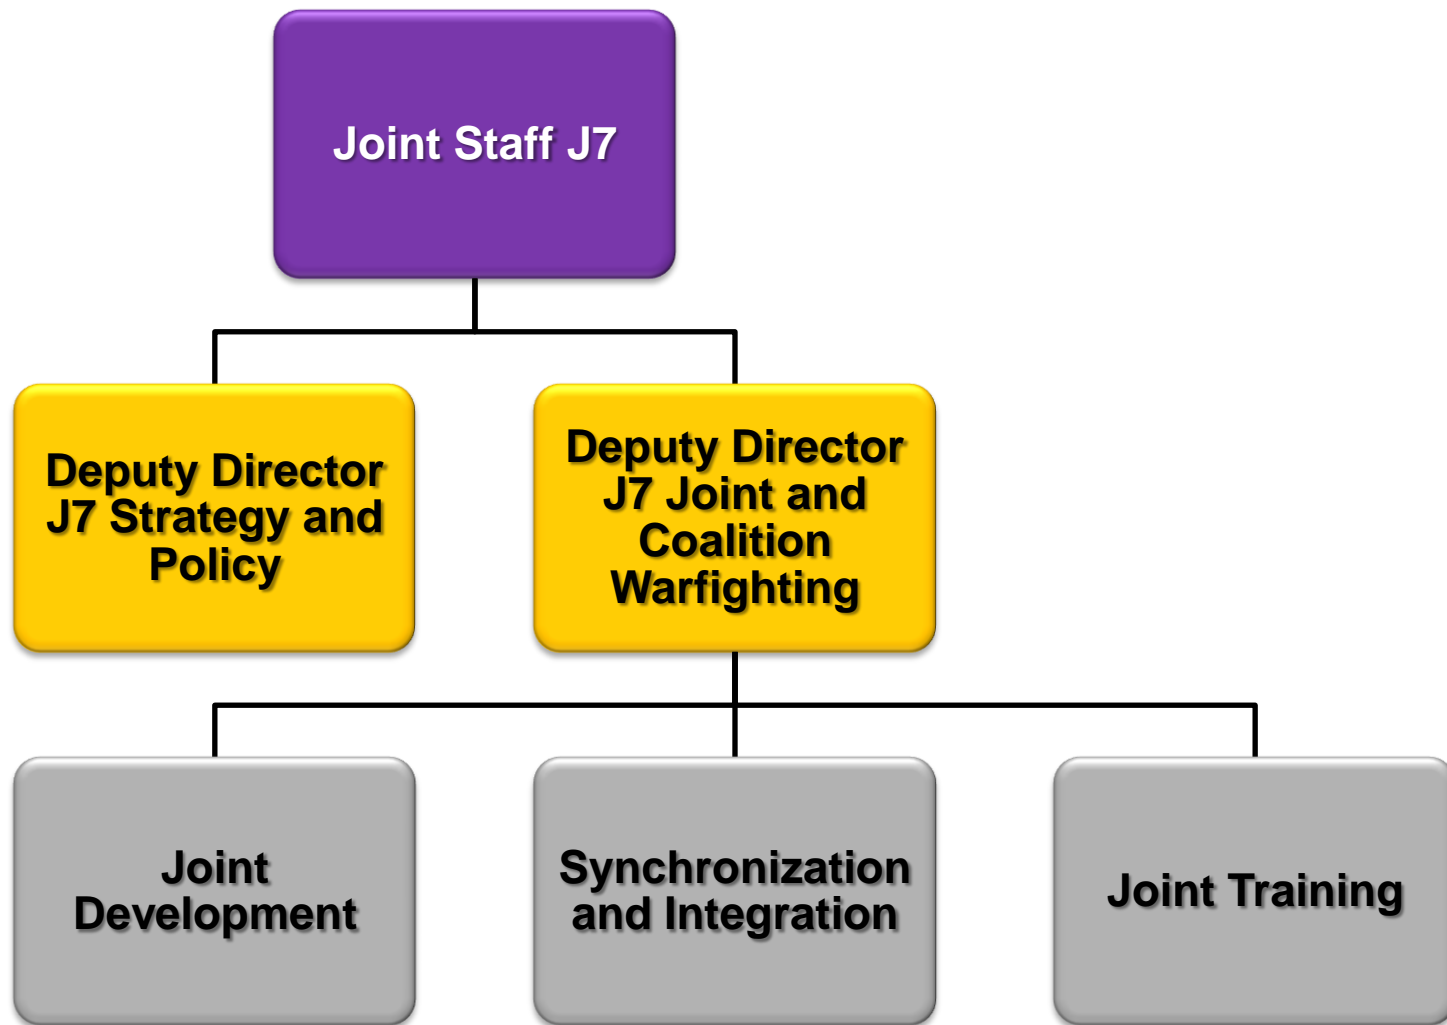 Joint Staff J7
Deputy Director
J7 Strategy and
Policy
Deputy Director
J7 Joint and
Coalition
Warfighting
Joint
Development
Synchronization
and Integration
Joint Training